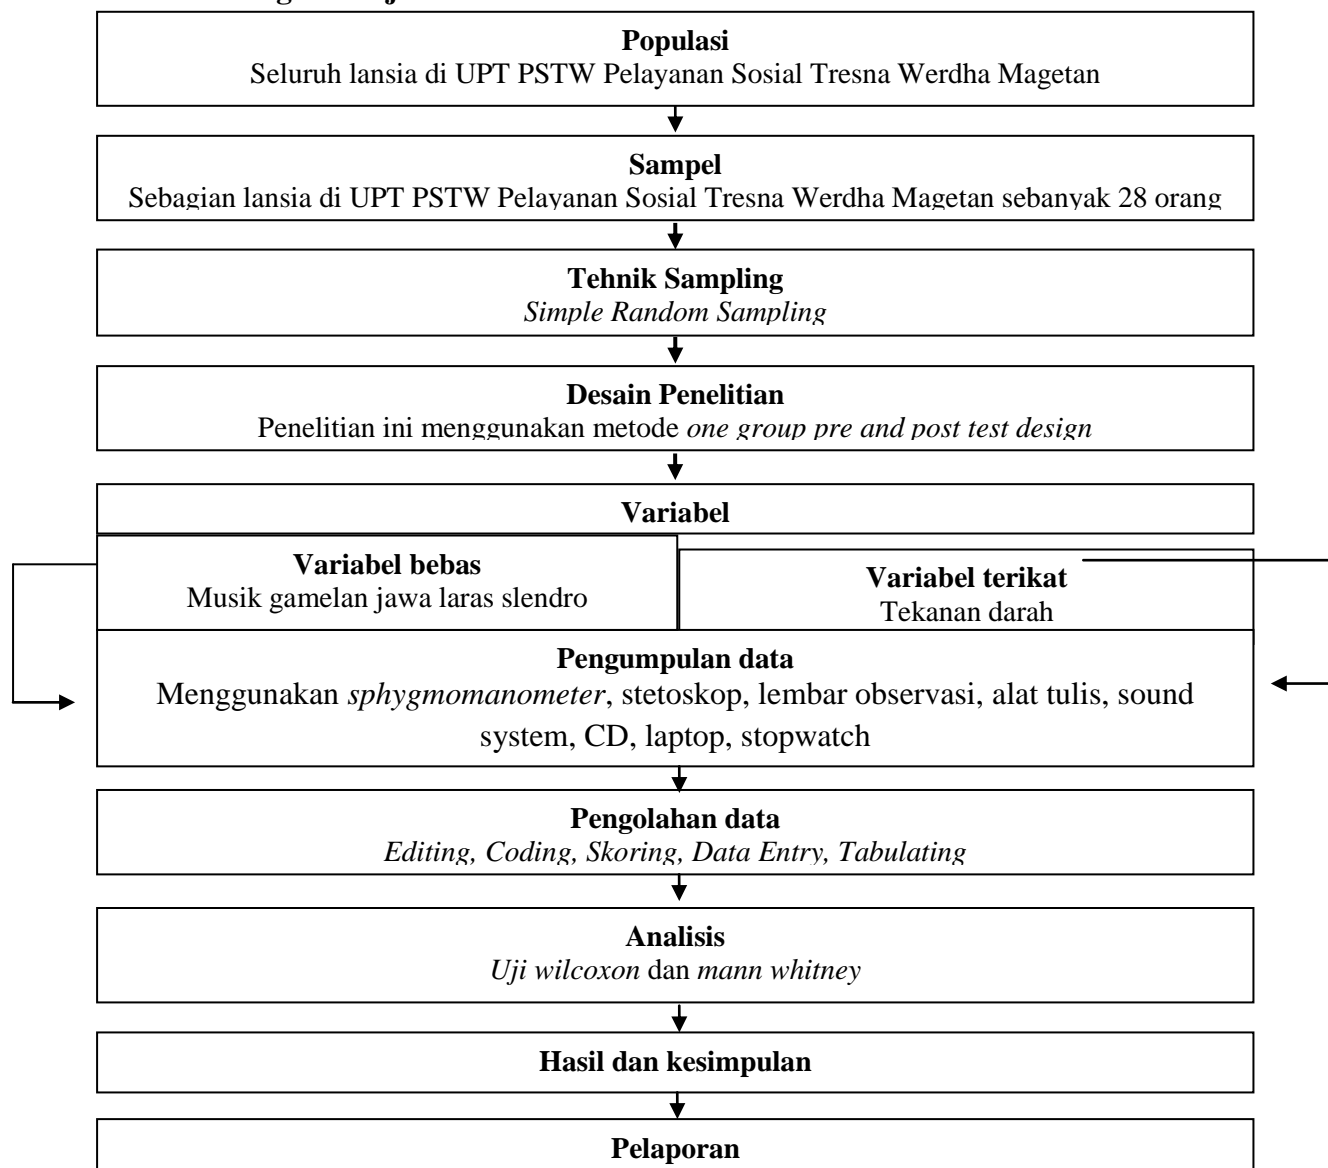 Populasi
Seluruh lansia di UPT PSTW Pelayanan Sosial Tresna Werdha Magetan
Sampel
Sebagian lansia di UPT PSTW Pelayanan Sosial Tresna Werdha Magetan sebanyak 28 orang
Tehnik Sampling
Simple Random Sampling
Desain Penelitian
Penelitian ini menggunakan metode one group pre and post test design
Variabel
Variabel bebas
Musik gamelan jawa laras slendro
Variabel terikat
Tekanan darah
Pengumpulan data
Menggunakan sphygmomanometer, stetoskop, lembar observasi, alat tulis, sound
system, CD, laptop, stopwatch
Pengolahan data
Editing, Coding, Skoring, Data Entry, Tabulating
Analisis
Uji wilcoxon dan mann whitney
Hasil dan kesimpulan
Pelaporan